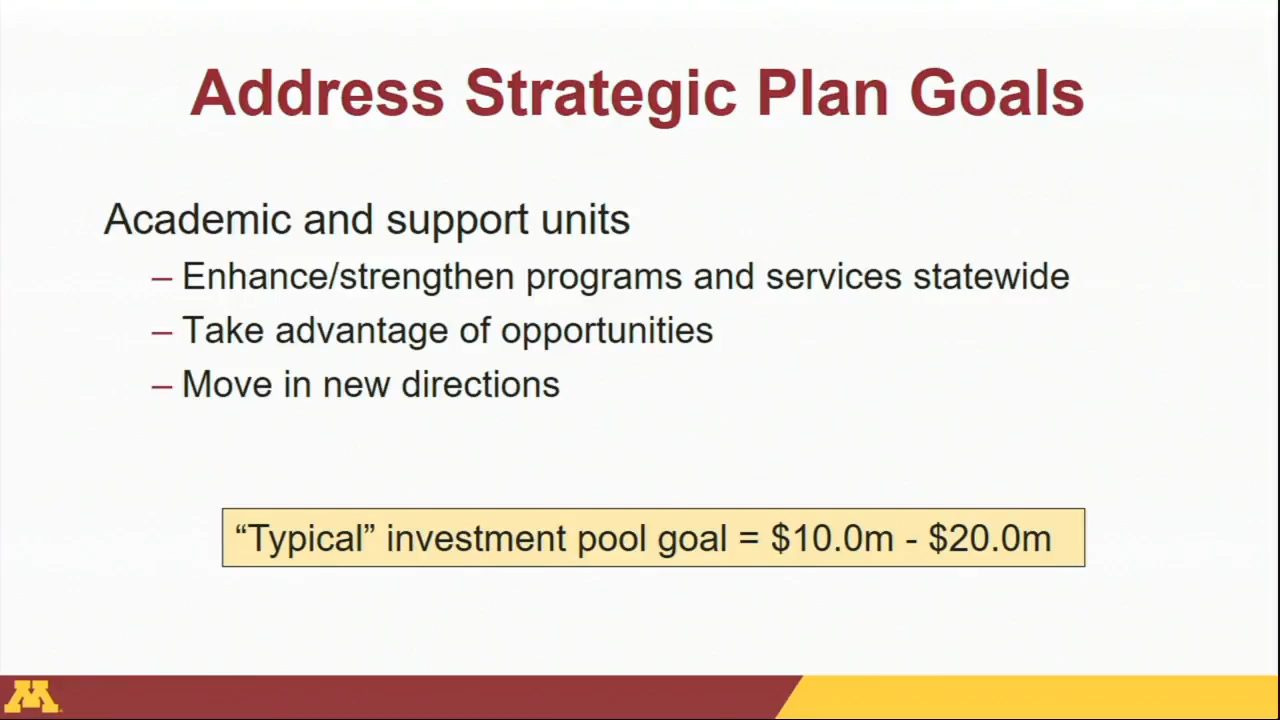 Address Strategic Plan Goals
Academic and support units
– Enhance/strengthen programs and services statewide
– Take advantage of opportunities
– Move in new directions
“Typical” investment pool goal = $10.0m - $20.0m
M